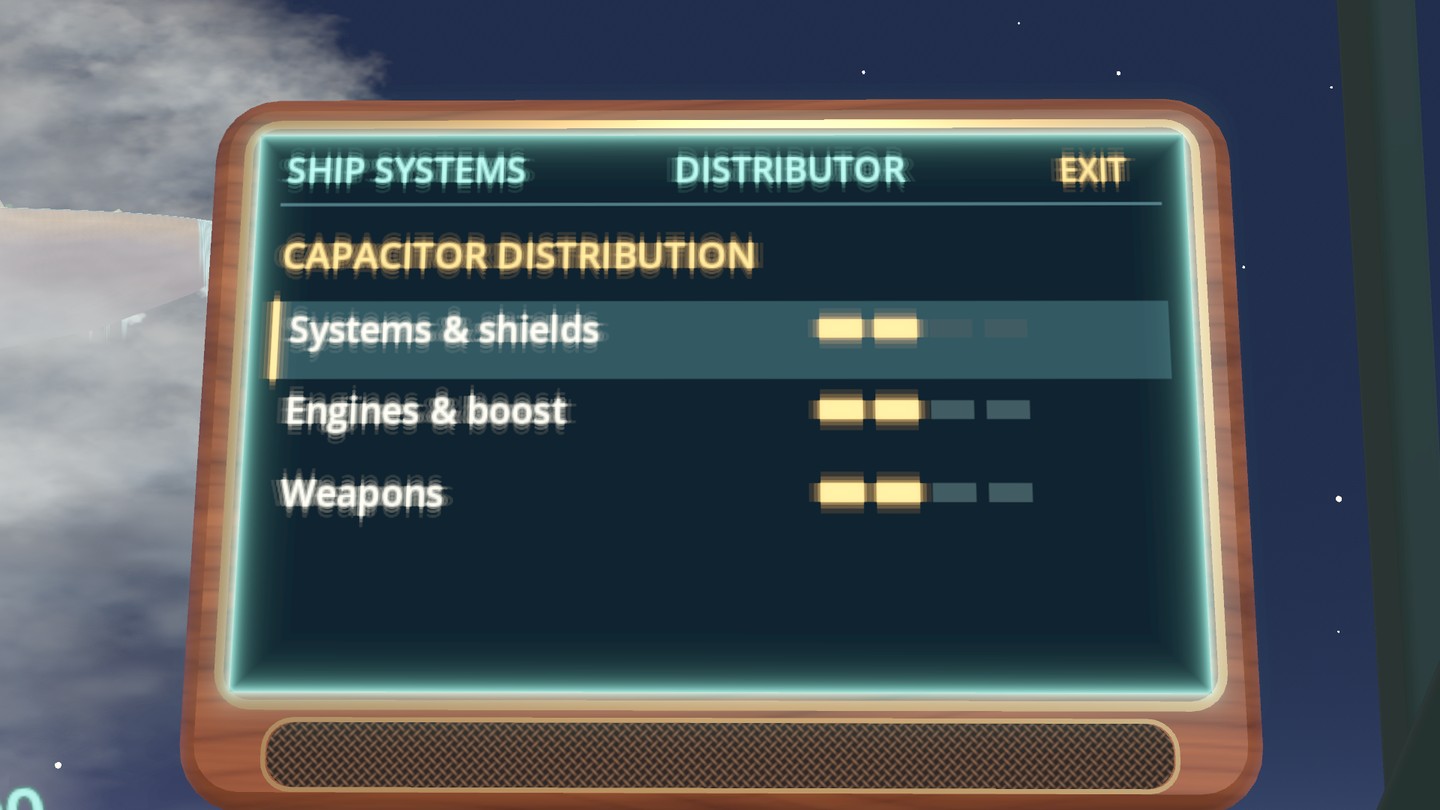 SHIP SYSTEMS DISTRIBUTOR EXIT
CAPACITOR DISTRIBUTION
Systems & shields
Engines & boost
Weapons